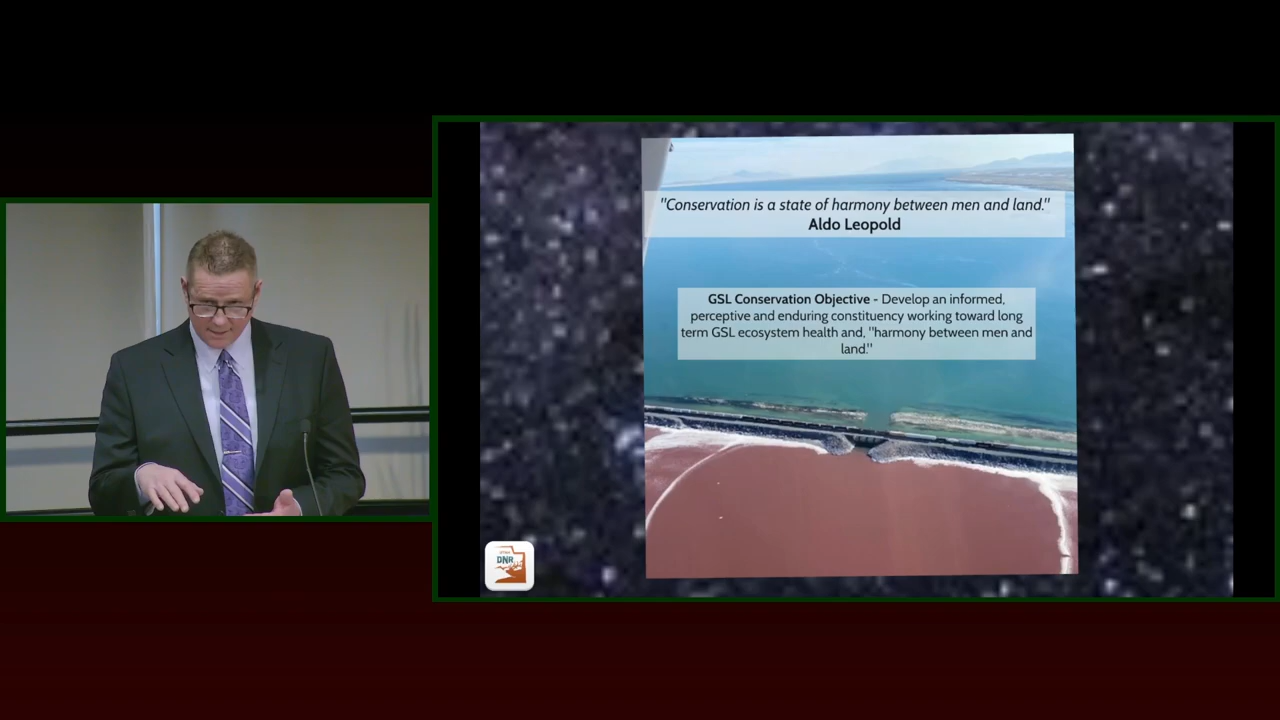 "Conservation is a state of harmony between men and land."
Aldo Leopold
GSL Conservation Objective - Develop an informed,
perceptive and enduring constituency working toward long
term GSL ecosystem health and, "harmony between men and
land."
UTAH
DNR